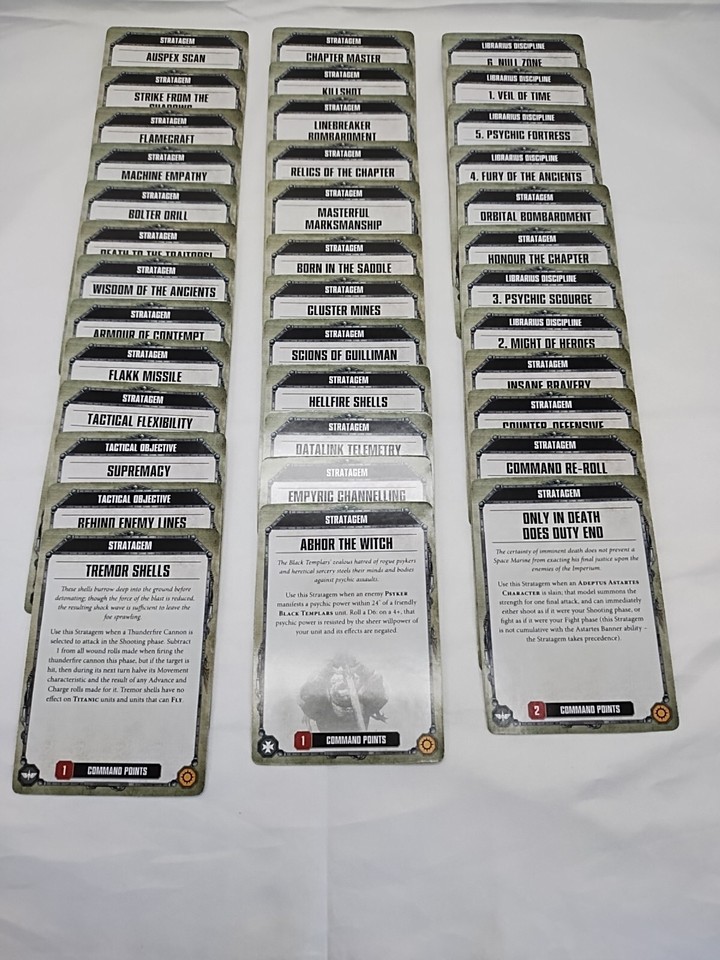 STRATAGEM
AUSPEX SCAN
STRATAGEM
STRIKE FROM THE
SHADOWS
STRATAGEM
FLAMECRAFT
STRATAGEM
MACHINE EMPATHY
STRATAGEM
BOLTER DRILL
STRATAGEM
DEATH TO THE TRAITORS!
STRATAGEM
WISDOM OF THE ANCIENTS
STRATAGEM
ARMOUR OF CONTEMPT
STRATAGEM
FLAKK MISSILE
STRATAGEM
TACTICAL FLEXIBILITY
TACTICAL OBJECTIVE
SUPREMACY
TACTICAL OBJECTIVE
BEHIND ENEMY LINES
STRATAGEM
TREMOR SHELLS
These shells burrow deep into the ground before
detonating; though the force of the blast is reduced,
the resulting shock wave is sufficient to leave the
foe sprawling.
Use this Stratagem when a Thunderfire Cannon is
selected to attack in the Shooting phase. Subtract
1 from all wound rolls made when firing the
thunderfire cannon this phase, but if the target is
hit, then during its next turn halve its Movement
characteristic and the result of any Advance and
Charge rolls made for it. Tremor shells have no
effect on TITANIC units and units that can FLY.
1 COMMAND POINTS
STRATAGEM
CHAPTER MASTER
STRATAGEM
KILLSHOT
STRATAGEM
LINEBREAKER
BOMBARDMENT
STRATAGEM
RELICS OF THE CHAPTER
STRATAGEM
MASTERFUL
MARKSMANSHIP
STRATAGEM
BORN IN THE SADDLE
STRATAGEM
CLUSTER MINES
STRATAGEM
SCIONS OF GUILLIMAN
STRATAGEM
HELLFIRE SHELLS
STRATAGEM
DATALINK TELEMETRY
STRATAGEM
EMPYRIC CHANNELLING
STRATAGEM
ABHOR THE WITCH
The Black Templars' zealous hatred of rogue psykers
and heretical sorcery steels their minds and bodies
against psychic assaults.
Use this Stratagem when an enemy PSYKER
manifests a psychic power within 24" of a friendly
BLACK TEMPLARS unit. Roll a D6: on a 4+, that
psychic power is resisted by the sheer willpower of
your unit and its effects are negated.
1 COMMAND POINTS
LIBRARIUS DISCIPLINE
6. NULL ZONE
LIBRARIUS DISCIPLINE
1. VEIL OF TIME
LIBRARIUS DISCIPLINE
5. PSYCHIC FORTRESS
LIBRARIUS DISCIPLINE
4. FURY OF THE ANCIENTS
STRATAGEM
ORBITAL BOMBARDMENT
STRATAGEM
HONOUR THE CHAPTER
LIBRARIUS DISCIPLINE
3. PSYCHIC SCOURGE
LIBRARIUS DISCIPLINE
2. MIGHT OF HEROES
STRATAGEM
INSANE BRAVERY
STRATAGEM
COUNTER-OFFENSIVE
STRATAGEM
COMMAND RE-ROLL
STRATAGEM
ONLY IN DEATH
DOES DUTY END
The certainty of imminent death does not prevent a
Space Marine from exacting his final justice upon the
enemies of the Imperium.
Use this Stratagem when an ADEPTUS ASTARTES
CHARACTER is slain; that model summons the
strength for one final attack, and can immediately
either shoot as if it were your Shooting phase, or
fight as if it were your Fight phase (this Stratagem
is not cumulative with the Astartes Banner ability –
the Stratagem takes precedence).
2 COMMAND POINTS